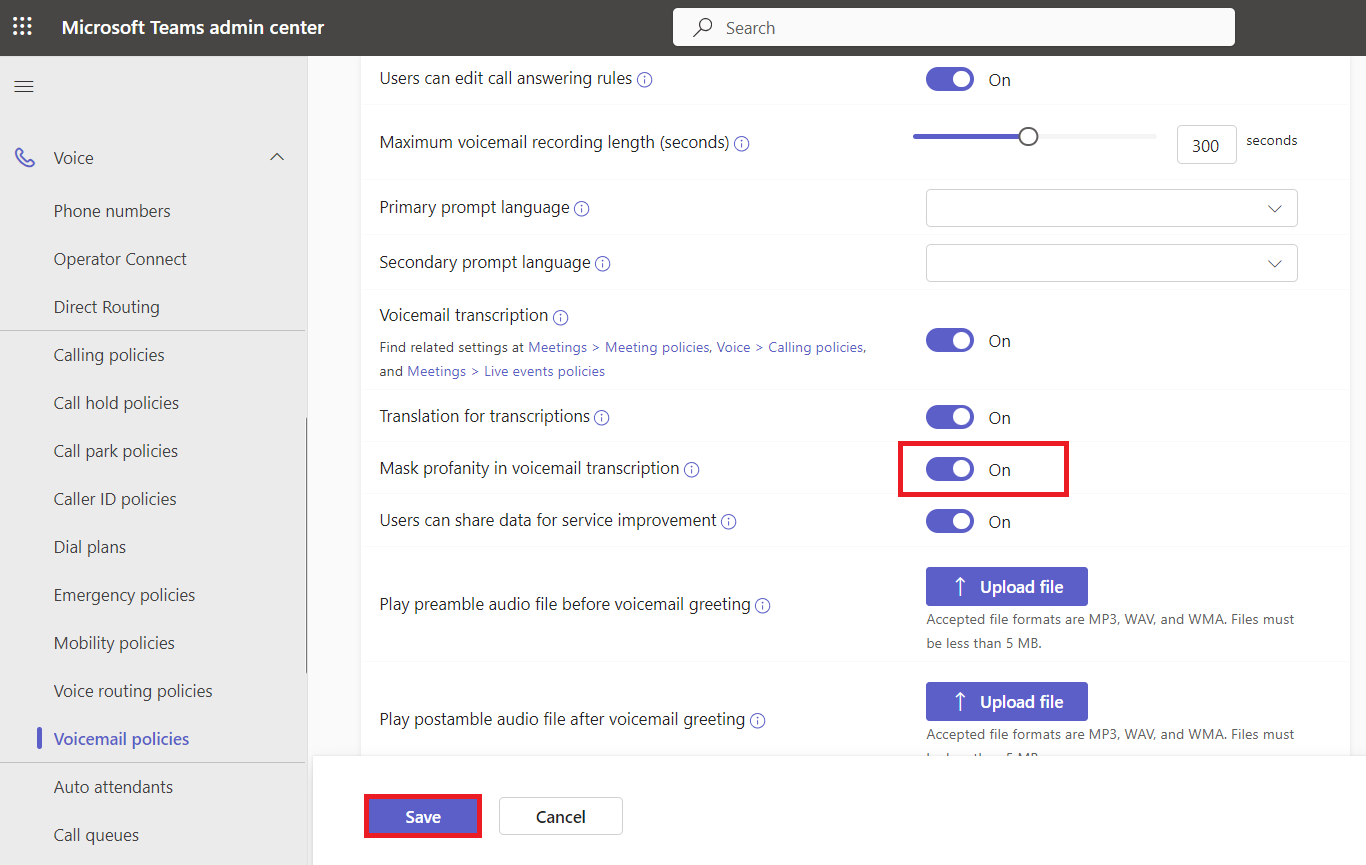 Microsoft Teams admin center
Search
Voice
Phone numbers
Operator Connect
Direct Routing
Calling policies
Call hold policies
Call park policies
Caller ID policies
Dial plans
Emergency policies
Mobility policies
Voice routing policies
Voicemail policies
Auto attendants
Call queues
Users can edit call answering rules
On
Maximum voicemail recording length (seconds)
300
seconds
Primary prompt language
Secondary prompt language
Voicemail transcription
Find related settings at Meetings > Meeting policies, Voice > Calling policies,
and Meetings > Live events policies
On
Translation for transcriptions
On
Mask profanity in voicemail transcription
On
Users can share data for service improvement
On
Play preamble audio file before voicemail greeting
Upload file
Accepted file formats are MP3, WAV, and WMA. Files must
be less than 5 MB.
Play postamble audio file after voicemail greeting
Upload file
Accepted file formats are MP3, WAV, and WMA. Files must
Save
Cancel